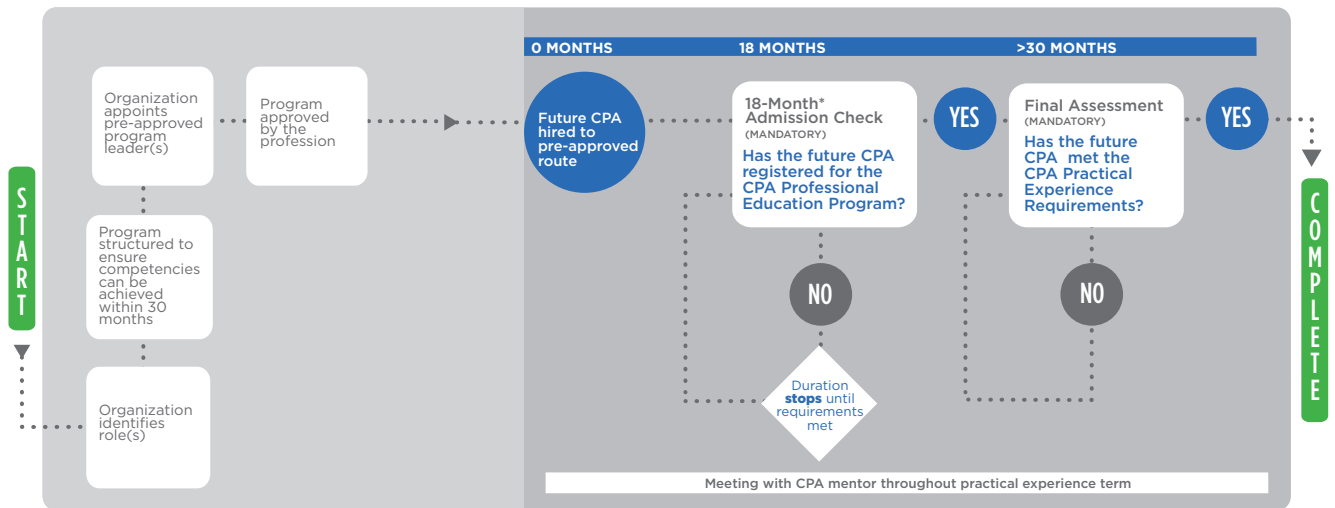 START
Organization
identifies
role(s)
Program
structured to
ensure
competencies
can be
achieved
within 30
months
Organization
appoints
pre-approved
program
leader(s)
Program
approved
by the
profession
0 MONTHS
18 MONTHS
>30 MONTHS
Future CPA
hired to
pre-approved
route
18-Month*
Admission Check
(MANDATORY)
Has the future CPA
registered for the
CPA Professional
Education Program?
YES
NO
Duration
stops until
requirements
met
Final Assessment
(MANDATORY)
Has the future
CPA met the
CPA Practical
Experience
Requirements?
YES
NO
COMPLETE
Meeting with CPA mentor throughout practical experience term